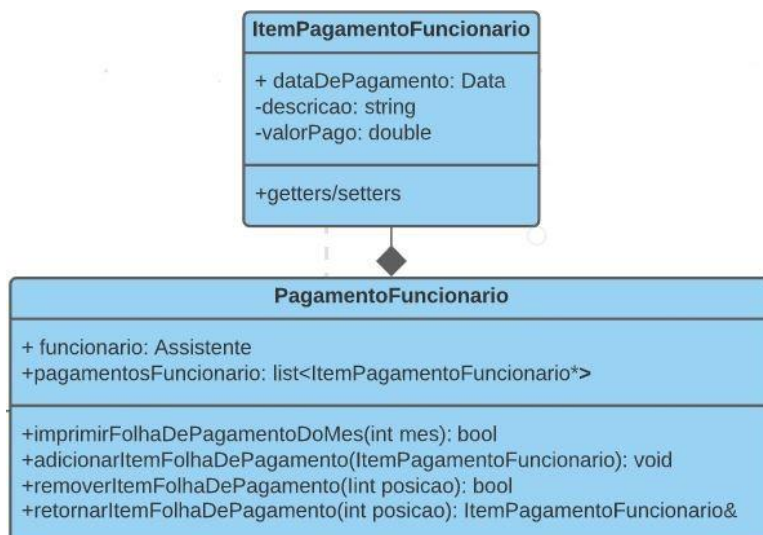 ItemPagamentoFuncionario
+ dataDePagamento: Data
-descricao: string
-valorPago: double
+getters/setters
PagamentoFuncionario
+ funcionario: Assistente
+pagamentosFuncionario: list<ItemPagamentoFuncionario*>
+imprimirFolhaDePagamentoDoMes(int mes): bool
+adicionarItemFolhaDePagamento(ItemPagamentoFuncionario): void
+removerItemFolhaDePagamento(Iint posicao): bool
+retornarItemFolhaDePagamento(int posicao): ItemPagamentoFuncionario&